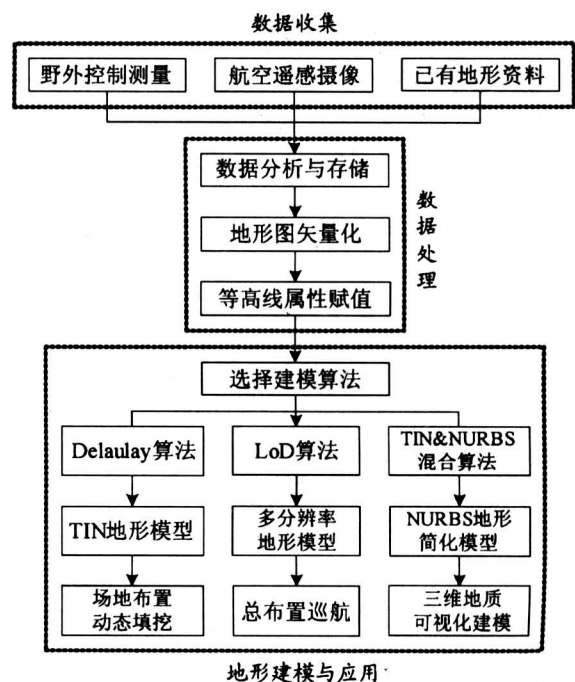 数据收集
野外控制测量
航空遥感摄像
已有地形资料
数据分析与存储
地形图矢量化
等高线属性赋值
数据处理
选择建模算法
Delaulay算法
LoD算法
TIN&NURBS
混合算法
TIN地形模型
多分辨率
地形模型
NURBS地形
简化模型
场地布置
动态填挖
总布置巡航
三维地质
可视化建模
地形建模与应用